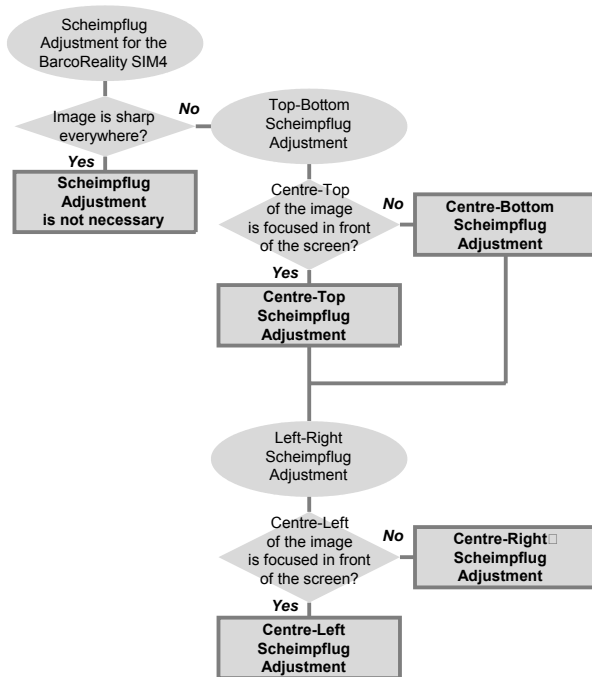 Scheimpflug
Adjustment for the
BarcoReality SIM4
Image is sharp
everywhere?
No
Yes
Scheimpflug
Adjustment
is not necessary
Top-Bottom
Scheimpflug
Adjustment
Centre-Top
of the image
is focused in front
of the screen?
No
Centre-Bottom
Scheimpflug
Adjustment
Yes
Centre-Top
Scheimpflug
Adjustment
Left-Right
Scheimpflug
Adjustment
Centre-Left
of the image
is focused in front
of the screen?
No
Centre-Right□
Scheimpflug
Adjustment
Yes
Centre-Left
Scheimpflug
Adjustment